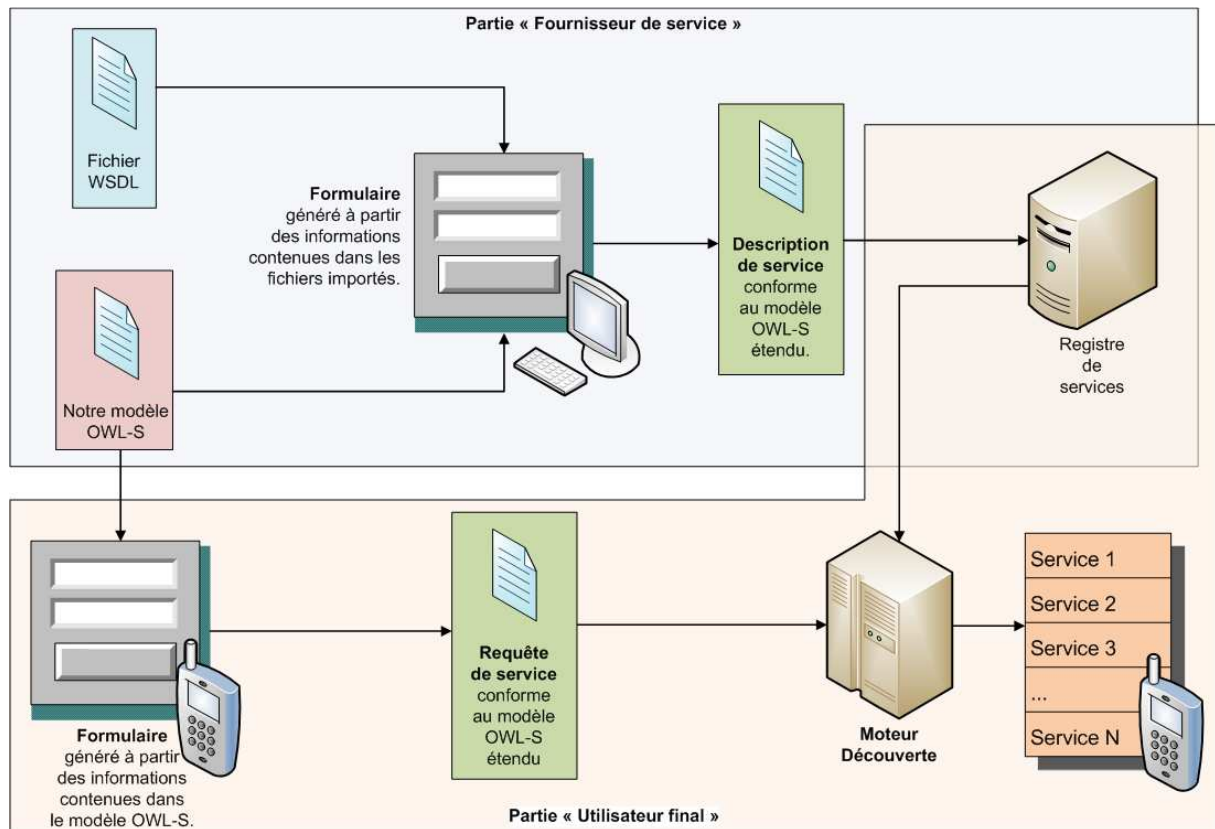 Partie « Fournisseur de service »
Fichier
WSDL
Formulaire
généré à partir
des informations
contenues dans les
fichiers importés.
Description
de service
conforme
au modèle
OWL-S
étendu.
Registre
de
services
Notre modèle
OWL-S
Formulaire
généré à partir
des informations
contenues dans
le modèle OWL-S.
Requête
de service
conforme
au modèle
OWL-S
étendu
Moteur
Découverte
Service 1
Service 2
Service 3
...
Service N
Partie « Utilisateur final »